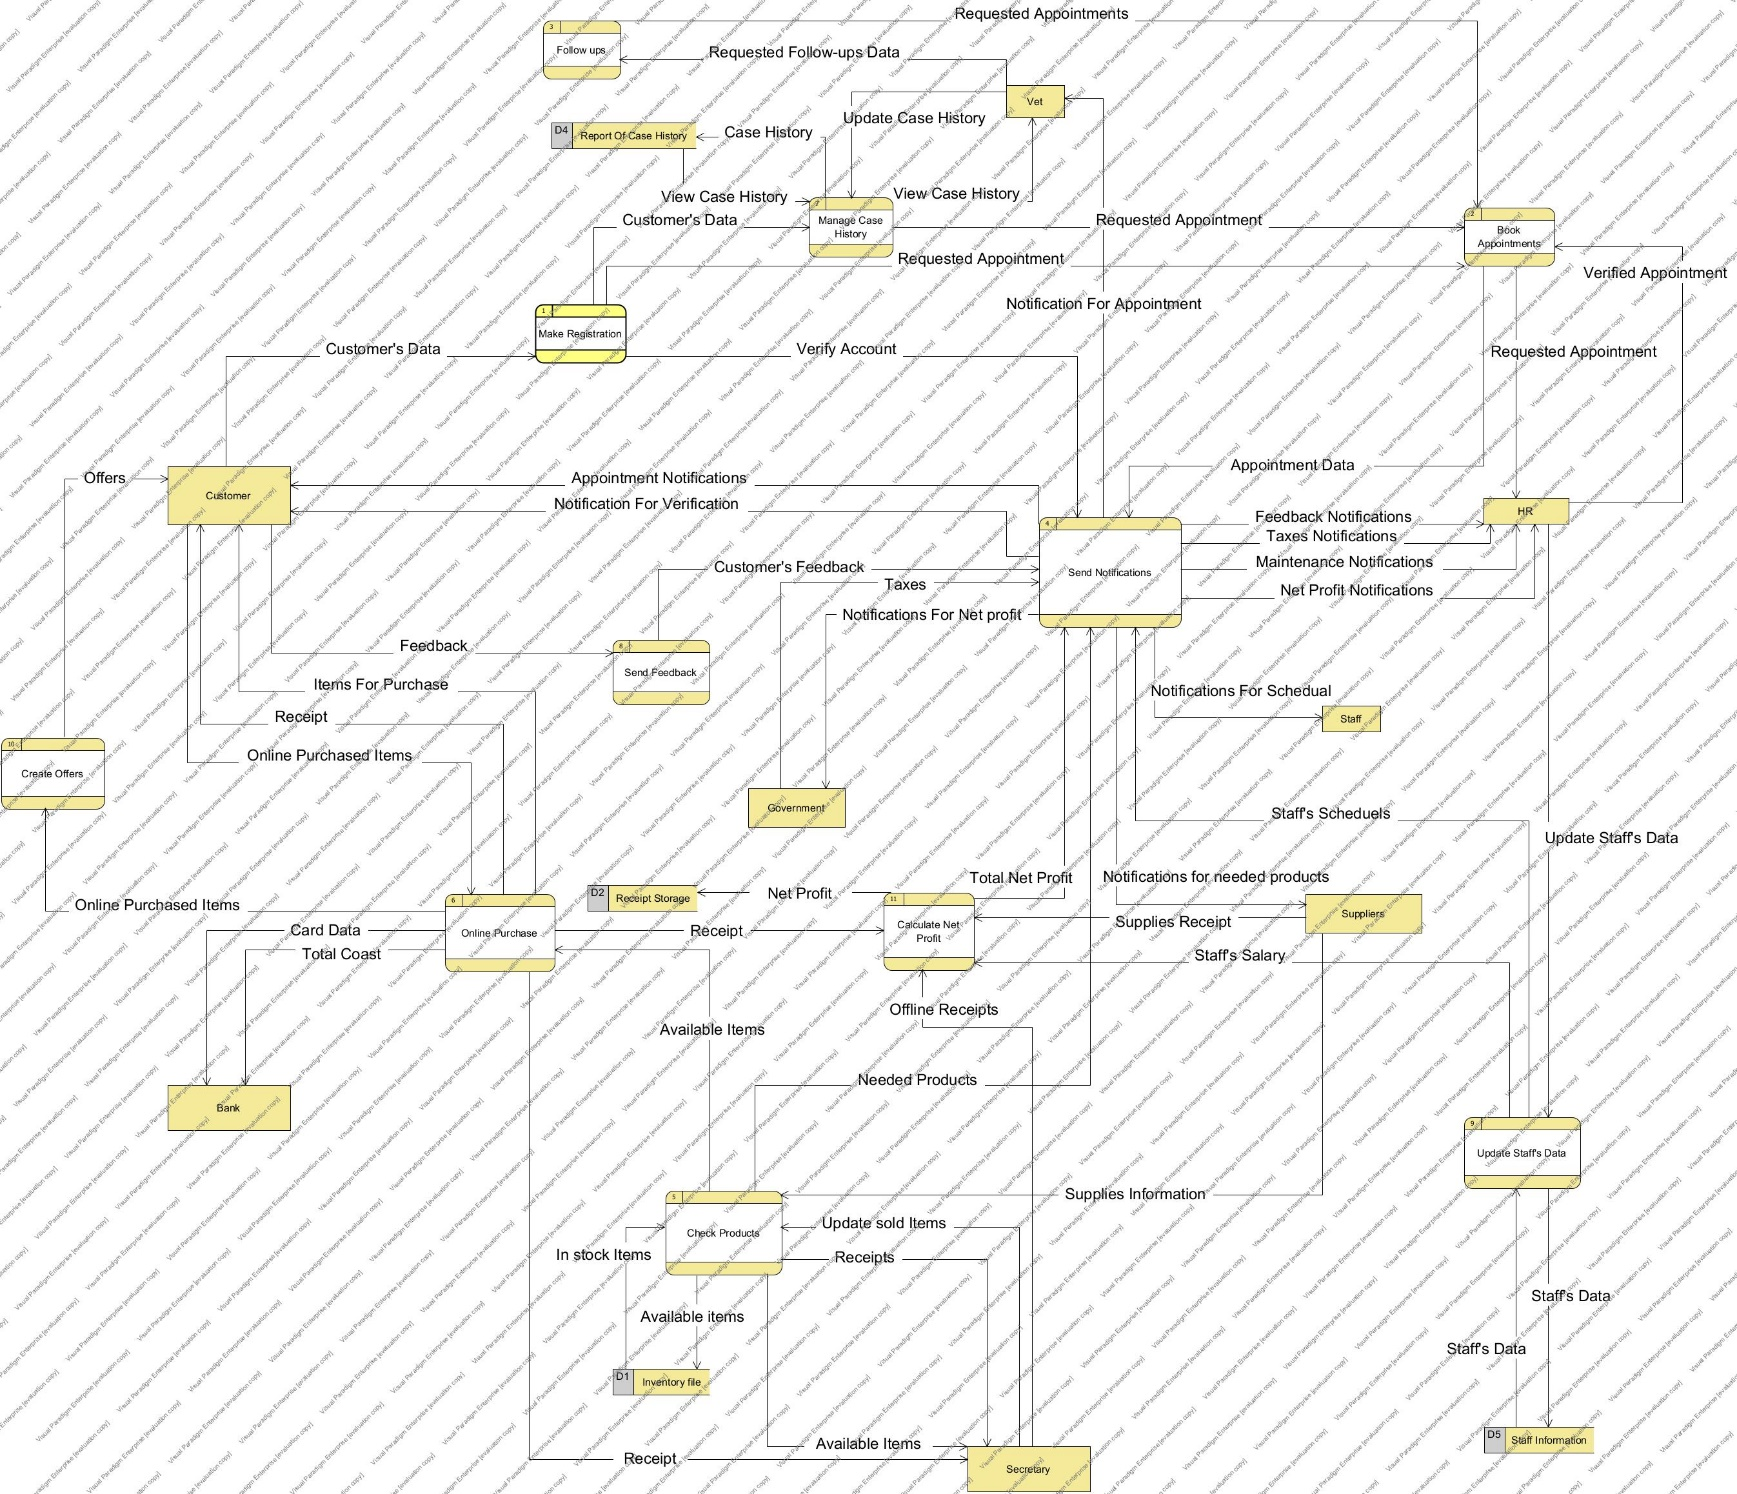 Requested Appointments
3
Follow ups
Requested Follow-ups Data
Vet
Update Case History
D4
Report Of Case History
Case History
View Case History
View Case History
Customer's Data
Manage Case
History
Requested Appointment
2
Book
Appointments
Requested Appointment
Verified Appointment
Notification For Appointment
1
Make Registration
Customer's Data
Verify Account
Requested Appointment
Offers
Customer
Appointment Notifications
Notification For Verification
Appointment Data
HR
4
Send Notifications
Feedback Notifications
Taxes Notifications
Maintenance Notifications
Net Profit Notifications
Customer's Feedback
Taxes
Notifications For Net profit
Feedback
8
Send Feedback
Items For Purchase
Receipt
Online Purchased Items
Notifications For Schedual
Staff
10
Create Offers
Government
Staff's Scheduels
Update Staff's Data
Total Net Profit
Notifications for needed products
Online Purchased Items
6
Online Purchase
D2
Receipt Storage
Net Profit
11
Calculate Net
Profit
Suppliers
Supplies Receipt
Card Data
Total Coast
Receipt
Staff's Salary
Offline Receipts
Available Items
Needed Products
Bank
9
Update Staff's Data
5
Check Products
Supplies Information
Update sold Items
In stock Items
Receipts
Available items
Staff's Data
Staff's Data
D1
Inventory file
Available Items
Receipt
Secretary
D5
Staff Information
Visual Paradigm Enterprise [evaluation copy]